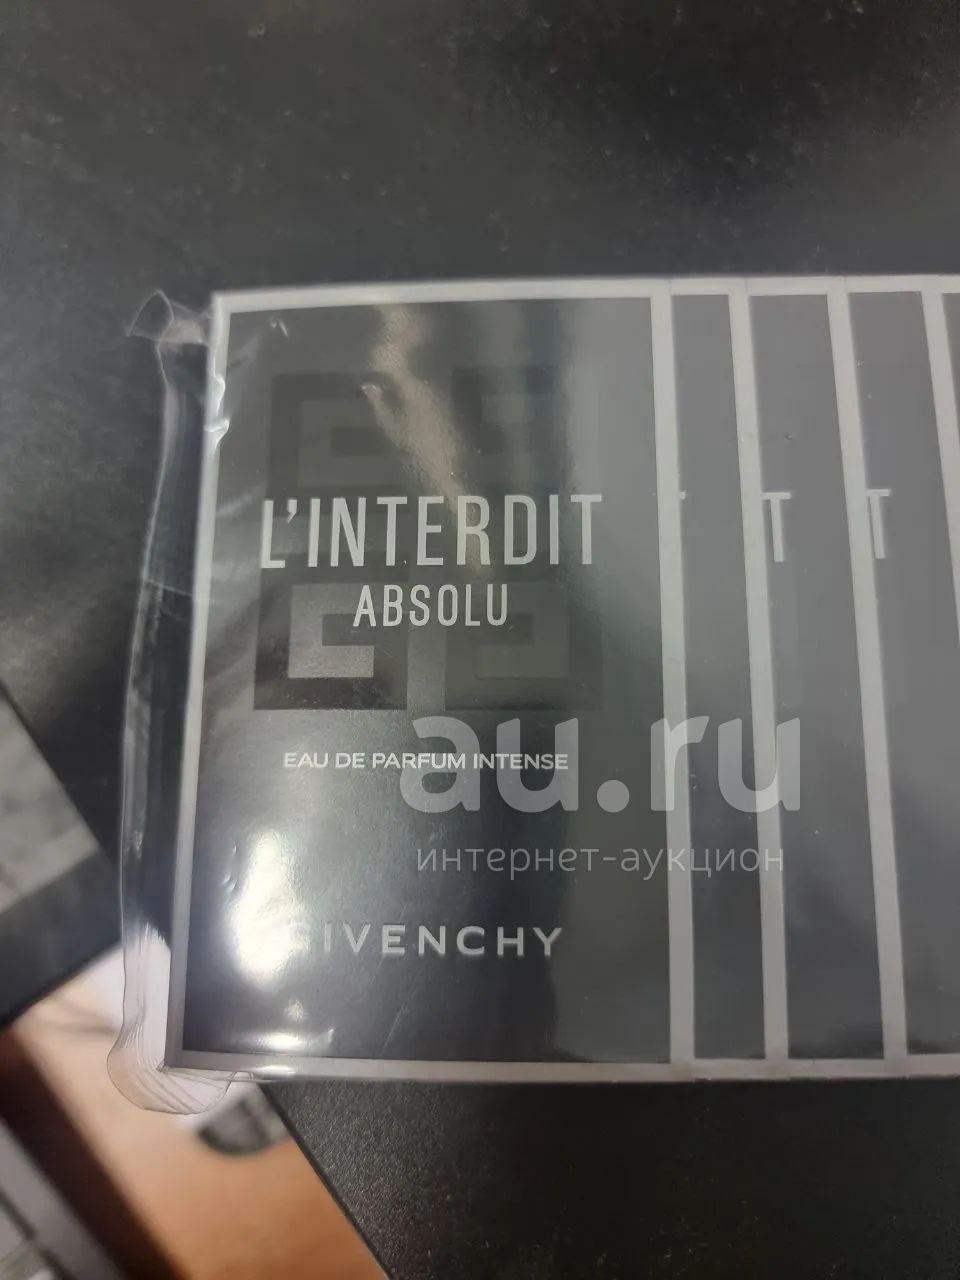 L'INTERDIT
ABSOLU
EAU DE PARFUM INTENSE
GIVENCHY
T
T
au.ru
интернет-аукцион